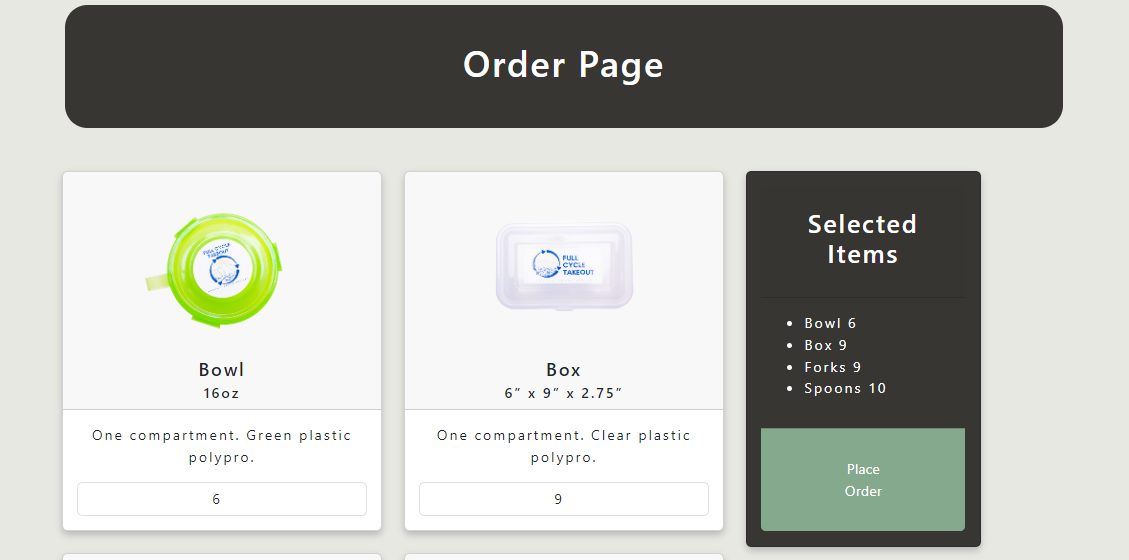 Order Page
FULL CYCLE
TAKEOUT
Bowl
16oz
One compartment. Green plastic
polypro.
6
FULL
CYCLE
TAKEOUT
Box
6” x 9” x 2.75”
One compartment. Clear plastic
polypro.
9
Selected
Items
Bowl 6
Box 9
Forks 9
Spoons 10
Place
Order